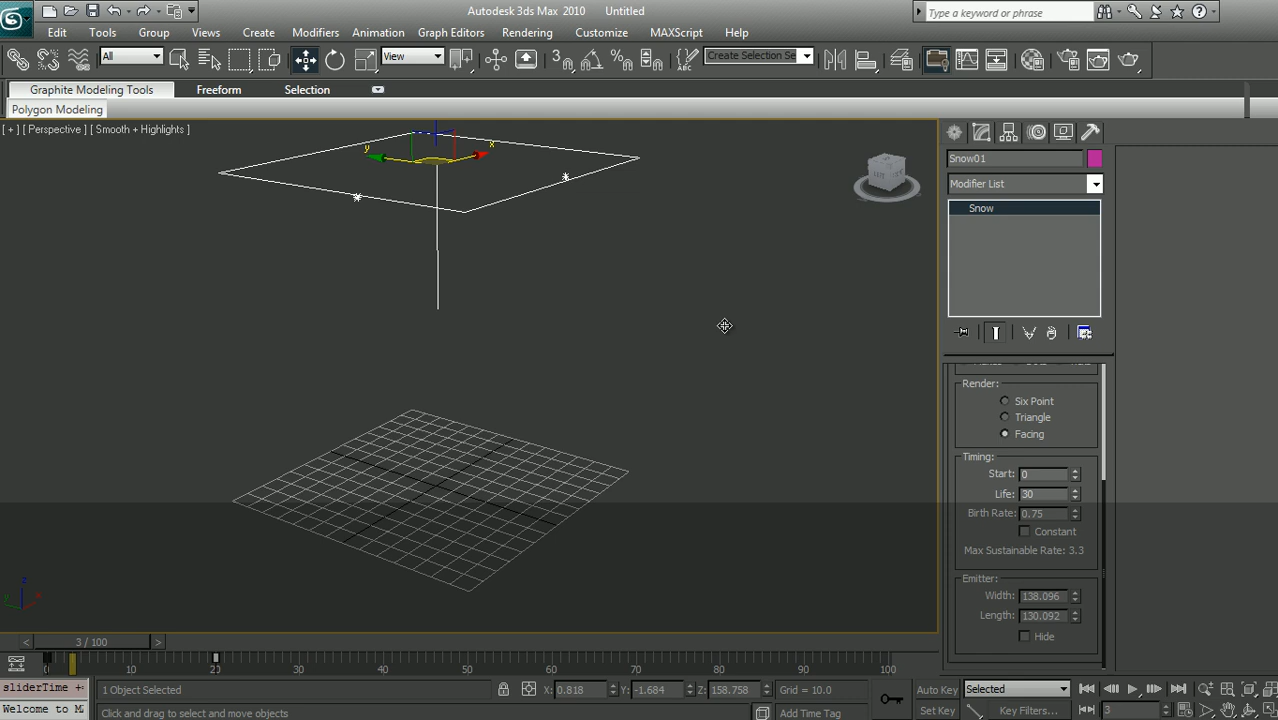 Autodesk 3ds Max 2010 Untitled
Type a keyword or phrase
Edit Tools Group Views Create Modifiers Animation Graph Editors Rendering Customize MAXScript Help
All
View
3
Create Selection Se
Graphite Modeling Tools Freeform Selection
Polygon Modeling
[ + ] [ Perspective ] [ Smooth + Highlights ]
y
x
Snow01
Modifier List
Snow
Render:
Six Point
Triangle
Facing
Timing:
Start: 0
Life: 30
Birth Rate: 0.75
Constant
Max Sustainable Rate: 3.3
Emitter:
Width: 138.096
Length: 130.092
Hide
z
y
x
< 3 / 100 >
10 30 40 50 60 70 80 90 100
sliderTime +:
Welcome to M
1 Object Selected
X: 0.818
Y: -1.684
Z: 158.758
Grid = 10.0
Click and drag to select and move objects
Add Time Tag
Auto Key
Selected
Set Key
Key Filters...
3